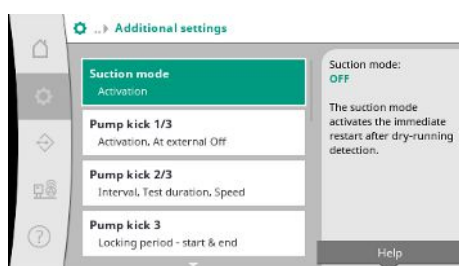 ..▸ Additional settings
Suction mode
Activation
Pump kick 1/3
Activation, At external Off
Pump kick 2/3
Interval, Test duration, Speed
Pump kick 3
Locking period - start & end
Suction mode:
OFF
The suction mode
activates the immediate
restart after dry-running
detection.
Help
?